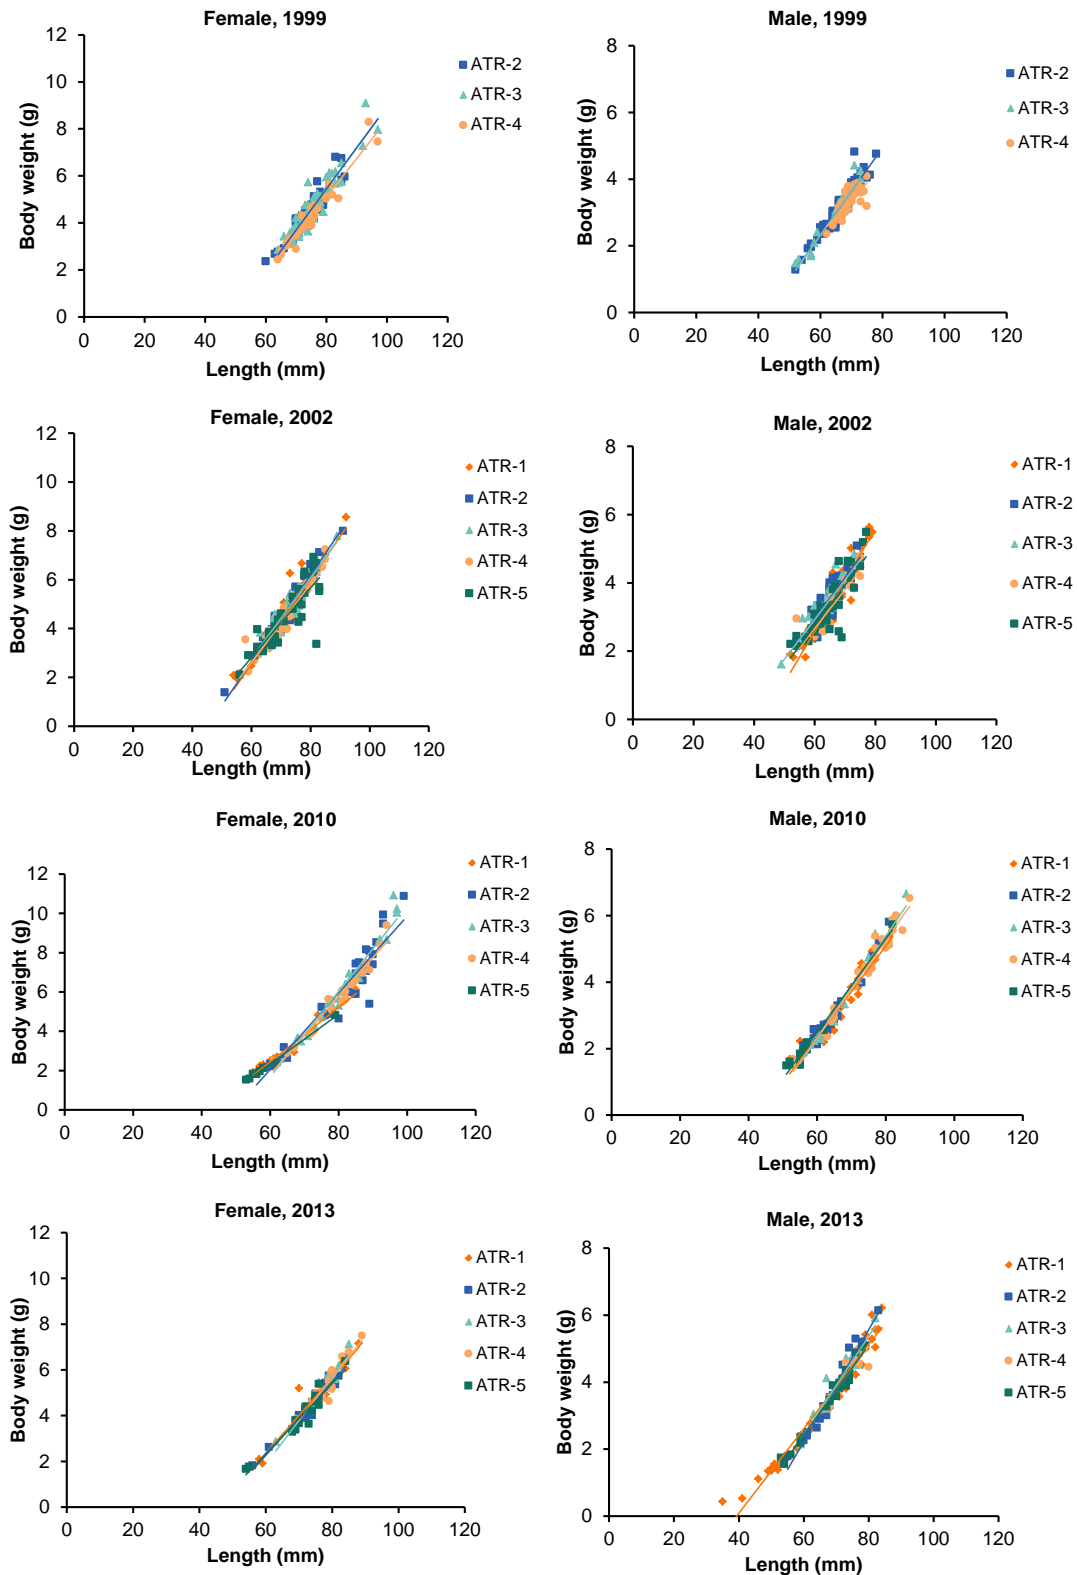 Female, 1999
Body weight (g)
12
10
8
6
4
2
0
0 20 40 60 80 100 120
Length (mm)
ATR-2
ATR-3
ATR-4
Male, 1999
Body weight (g)
8
6
4
2
0
0 20 40 60 80 100 120
Length (mm)
ATR-2
ATR-3
ATR-4
Female, 2002
Body weight (g)
12
10
8
6
4
2
0
0 20 40 60 80 100 120
Length (mm)
ATR-1
ATR-2
ATR-3
ATR-4
ATR-5
Male, 2002
Body weight (g)
8
6
4
2
0
0 20 40 60 80 100 120
Length (mm)
ATR-1
ATR-2
ATR-3
ATR-4
ATR-5
Female, 2010
Body weight (g)
12
10
8
6
4
2
0
0 20 40 60 80 100 120
Length (mm)
ATR-1
ATR-2
ATR-3
ATR-4
ATR-5
Male, 2010
Body weight (g)
8
6
4
2
0
0 20 40 60 80 100 120
Length (mm)
ATR-1
ATR-2
ATR-3
ATR-4
ATR-5
Female, 2013
Body weight (g)
12
10
8
6
4
2
0
0 20 40 60 80 100 120
Length (mm)
ATR-1
ATR-2
ATR-3
ATR-4
ATR-5
Male, 2013
Body weight (g)
8
6
4
2
0
0 20 40 60 80 100 120
Length (mm)
ATR-1
ATR-2
ATR-3
ATR-4
ATR-5